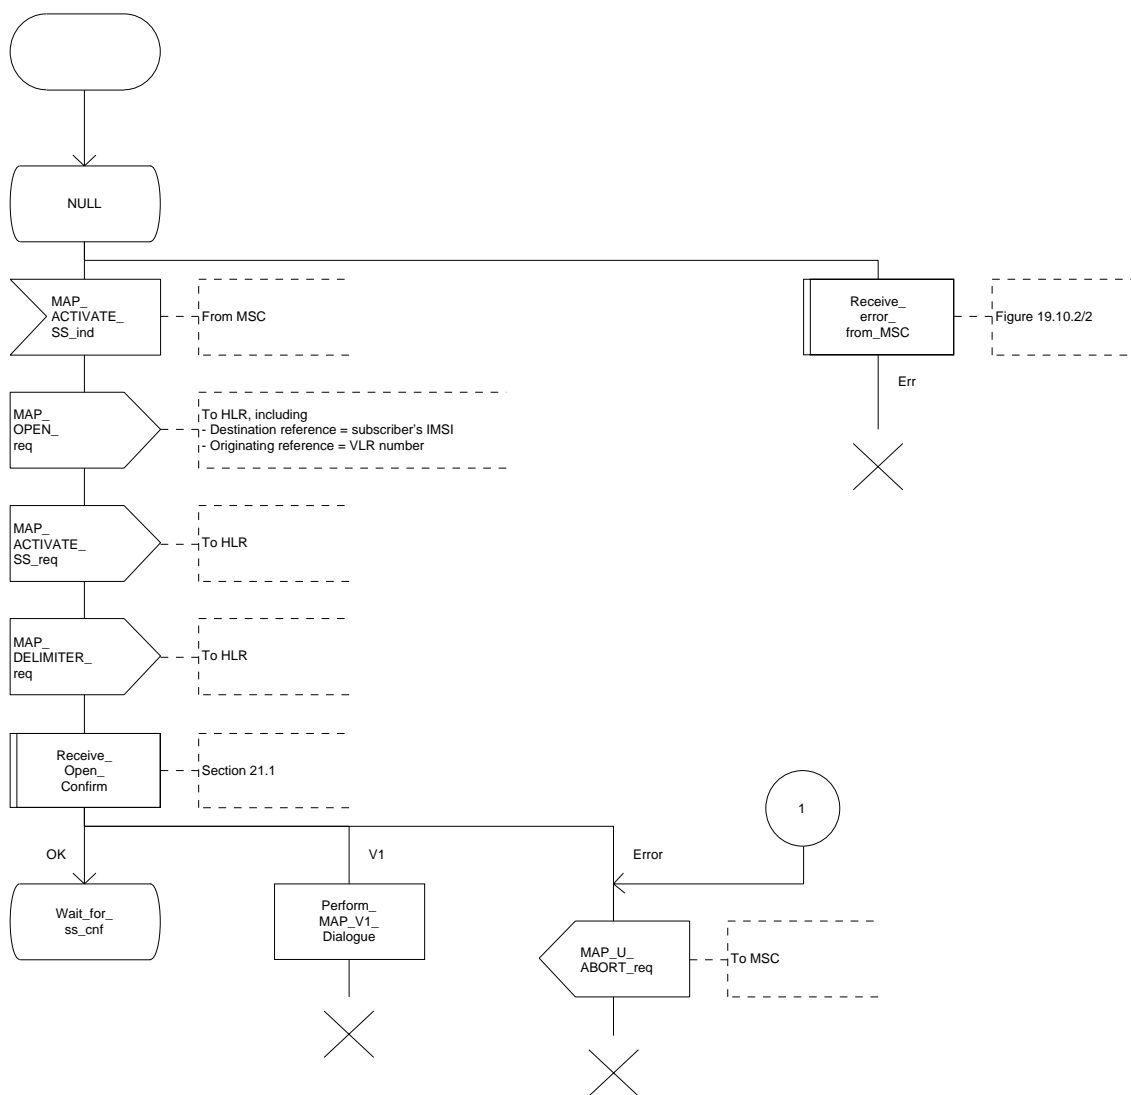 NULL
MAP_
ACTIVATE_
SS_ind
From MSC
Receive_
error_
from_MSC
Figure 19.10.2/2
Err
MAP_
OPEN_
req
To HLR, including
- Destination reference = subscriber's IMSI
- Originating reference = VLR number
MAP_
ACTIVATE_
SS_req
To HLR
MAP_
DELIMITER_
req
To HLR
Receive_
Open_
Confirm
Section 21.1
1
OK
V1
Error
Wait_for_
ss_cnf
Perform_
MAP_V1_
Dialogue
MAP_U_
ABORT_req
To MSC